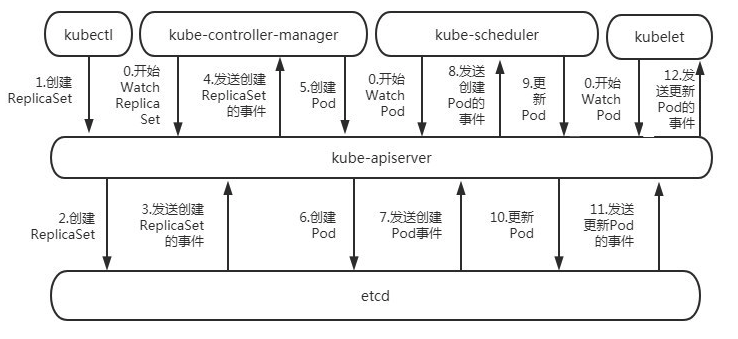 kubectl
kube-controller-manager
kube-scheduler
kubelet
1.创建
ReplicaSet
0.开始
Watch
Replica
Set
4.发送创建
ReplicaSet
的事件
5.创建
Pod
0.开始
Watch
Pod
8.发送
创建
Pod的
事件
9.更
新
Pod
0.开始
Watch
Pod
12.发
送更新
Pod的
事件
kube-apiserver
2.创建
ReplicaSet
3.发送创建
ReplicaSet
的事件
6.创建
Pod
7.发送创建
Pod事件
10.更新
Pod
11.发送
更新Pod
的事件
etcd